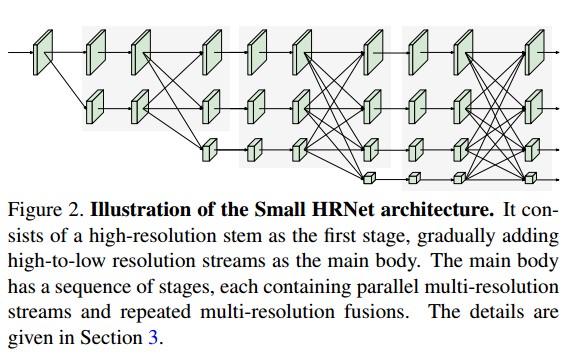 Figure 2. Illustration of the Small HRNet architecture. It con-
sists of a high-resolution stem as the first stage, gradually adding
high-to-low resolution streams as the main body. The main body
has a sequence of stages, each containing parallel multi-resolution
streams and repeated multi-resolution fusions. The details are
given in Section 3.